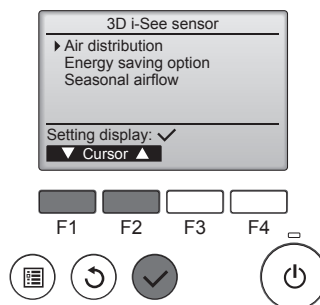 3D i-See sensor
Air distribution
Energy saving option
Seasonal airflow
Setting display: ✓
▼ Cursor ▲
F1 F2 F3 F4